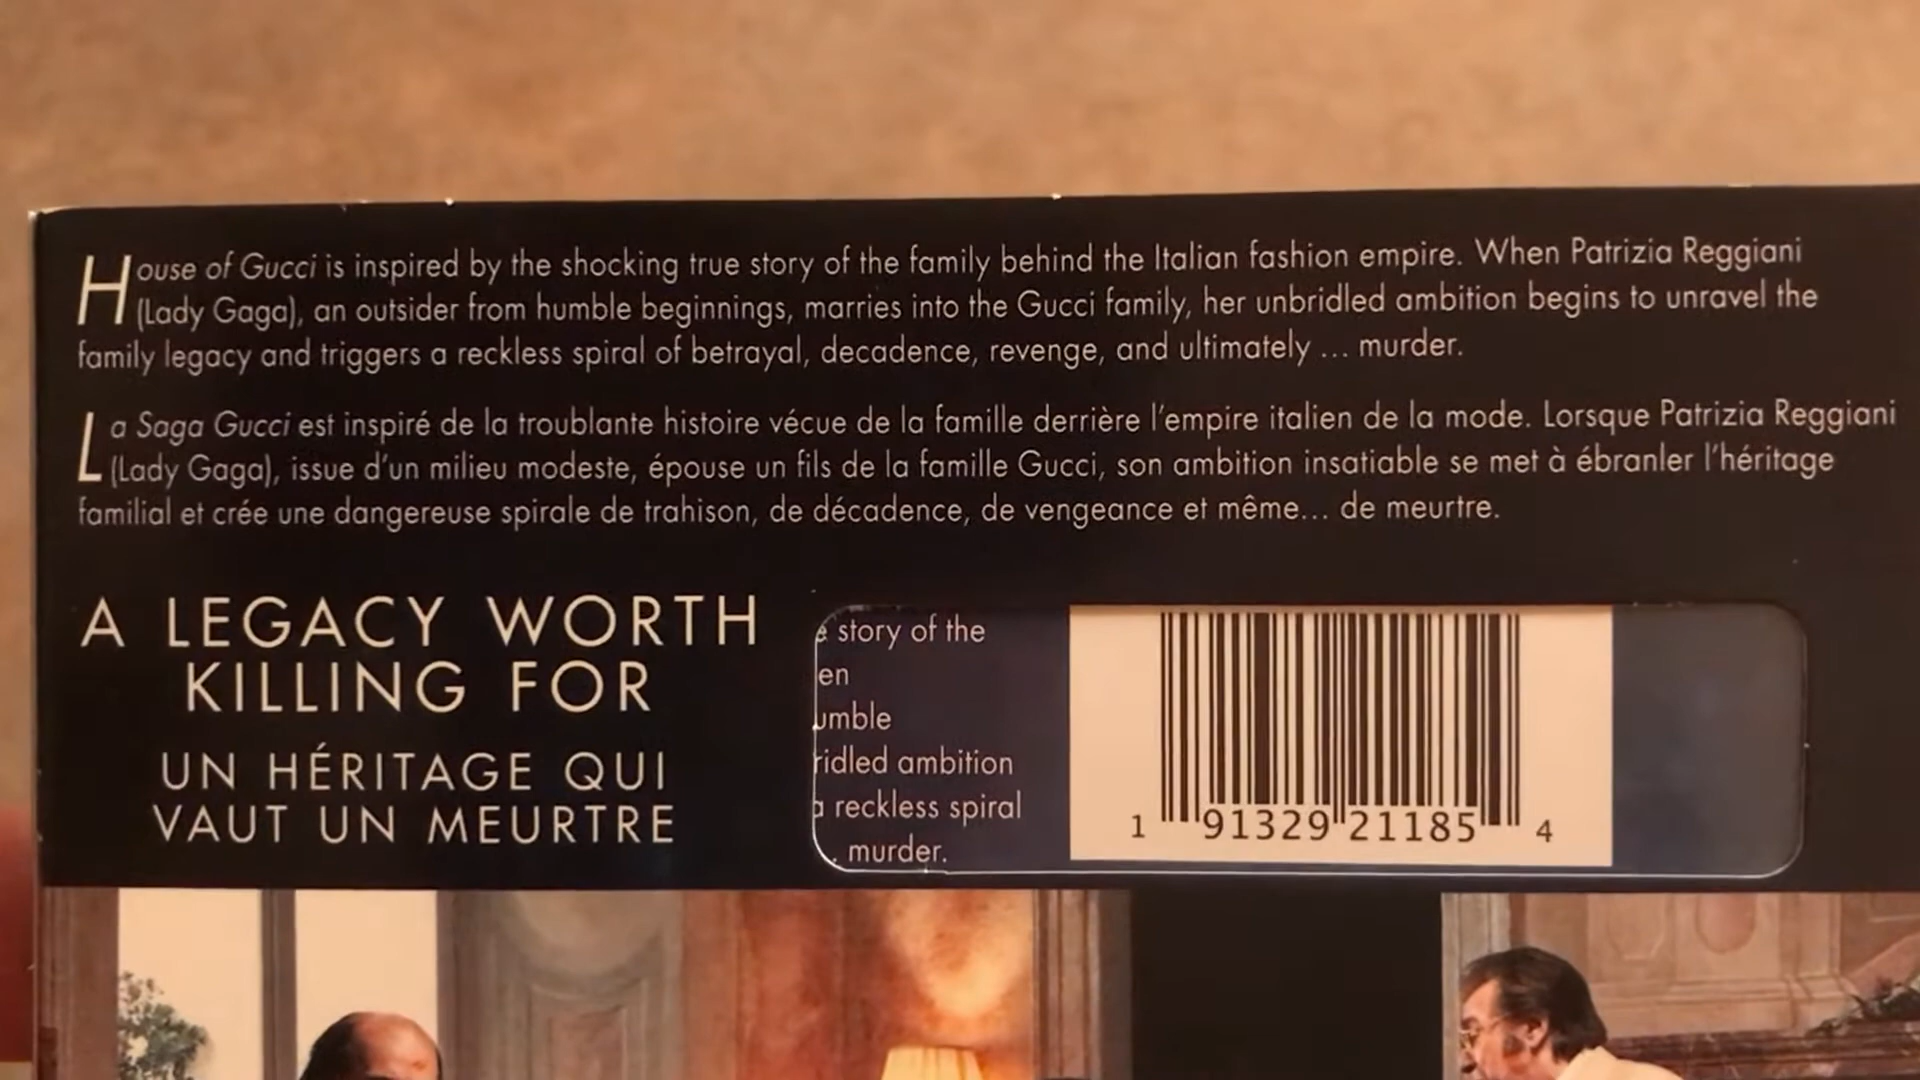 House of Gucci is inspired by the shocking true story of the family behind the Italian fashion empire. When Patrizia Reggiani
(Lady Gaga), an outsider from humble beginnings, marries into the Gucci family, her unbridled ambition begins to unravel the
family legacy and triggers a reckless spiral of betrayal, decadence, revenge, and ultimately ... murder.
La Saga Gucci est inspiré de la troublante histoire vécue de la famille derrière l'empire italien de la mode. Lorsque Patrizia Reggiani
(Lady Gaga), issue d'un milieu modeste, épouse un fils de la famille Gucci, son ambition insatiable se met à ébranler l'héritage
familial et crée une dangereuse spirale de trahison, de décadence, de vengeance et même... de meurtre.
A LEGACY WORTH
KILLING FOR
UN HÉRITAGE QUI
VAUT UN MEURTRE
e story of the
en
umble
ridled ambition
a reckless spiral
. murder.
1 91329 21185 4